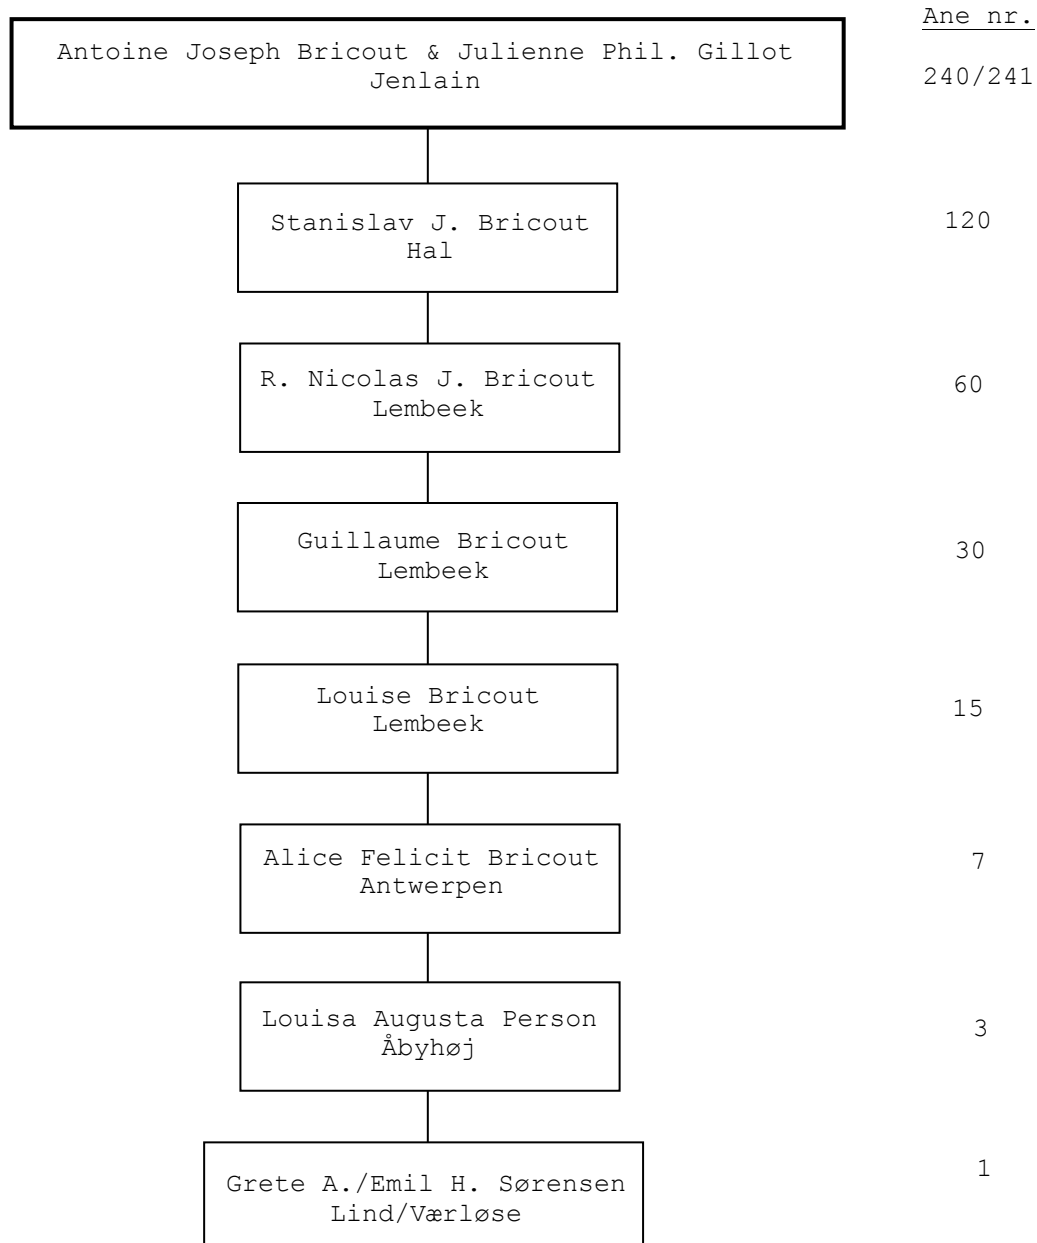 Ane nr.
Antoine Joseph Bricout & Julienne Phil. Gillot
Jenlain
240/241
Stanislav J. Bricout
Hal
120
R. Nicolas J. Bricout
Lembeek
60
Guillaume Bricout
Lembeek
30
Louise Bricout
Lembeek
15
Alice Felicit Bricout
Antwerpen
7
Louisa Augusta Person
Åbyhøj
3
Grete A./Emil H. Sørensen
Lind/Værløse
1